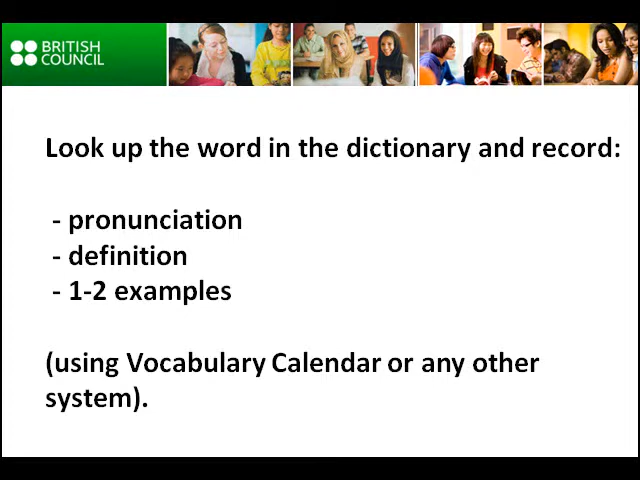 BRITISH
COUNCIL
Look up the word in the dictionary and record:
- pronunciation
- definition
- 1-2 examples
(using Vocabulary Calendar or any other
system).